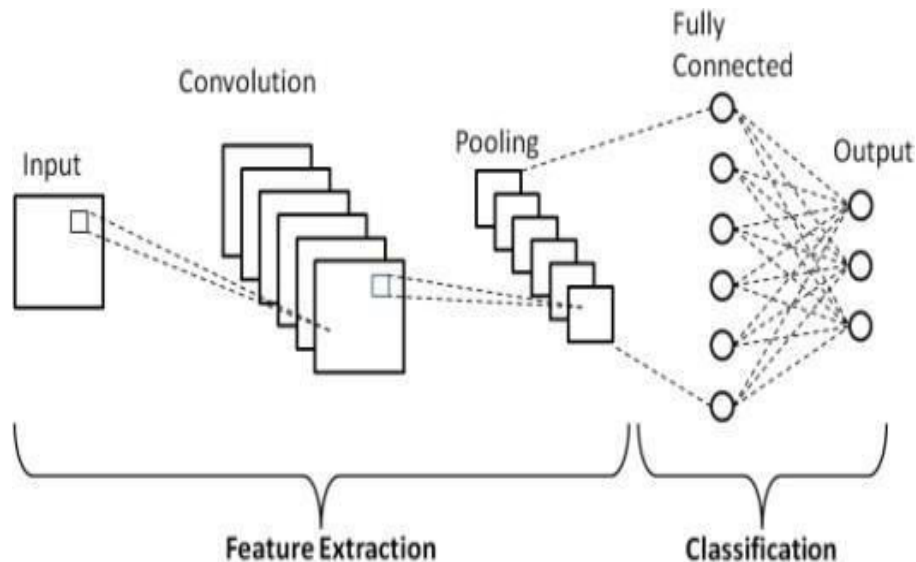 Input
Convolution
Pooling
Fully
Connected
Output
Feature Extraction
Classification